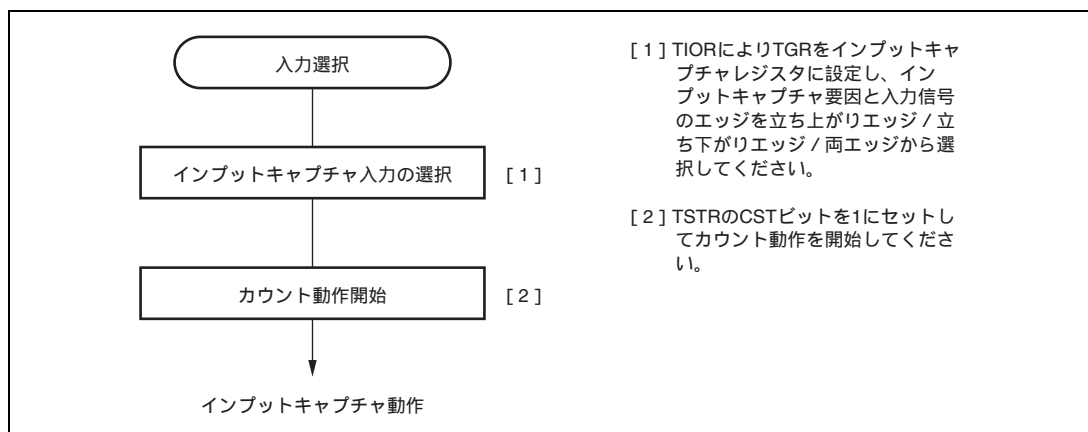 入力選択
インプットキャプチャ入力の選択 [1]
カウント動作開始 [2]
インプットキャプチャ動作
[1] TIORによりTGRをインプットキャ
プチャレジスタに設定し、イン
プットキャプチャ要因と入力信号
のエッジを立ち上がりエッジ/立
ち下がりエッジ/両エッジから選
択してください。
[2] TSTRのCSTビットを1にセットし
てカウント動作を開始してくださ
い。